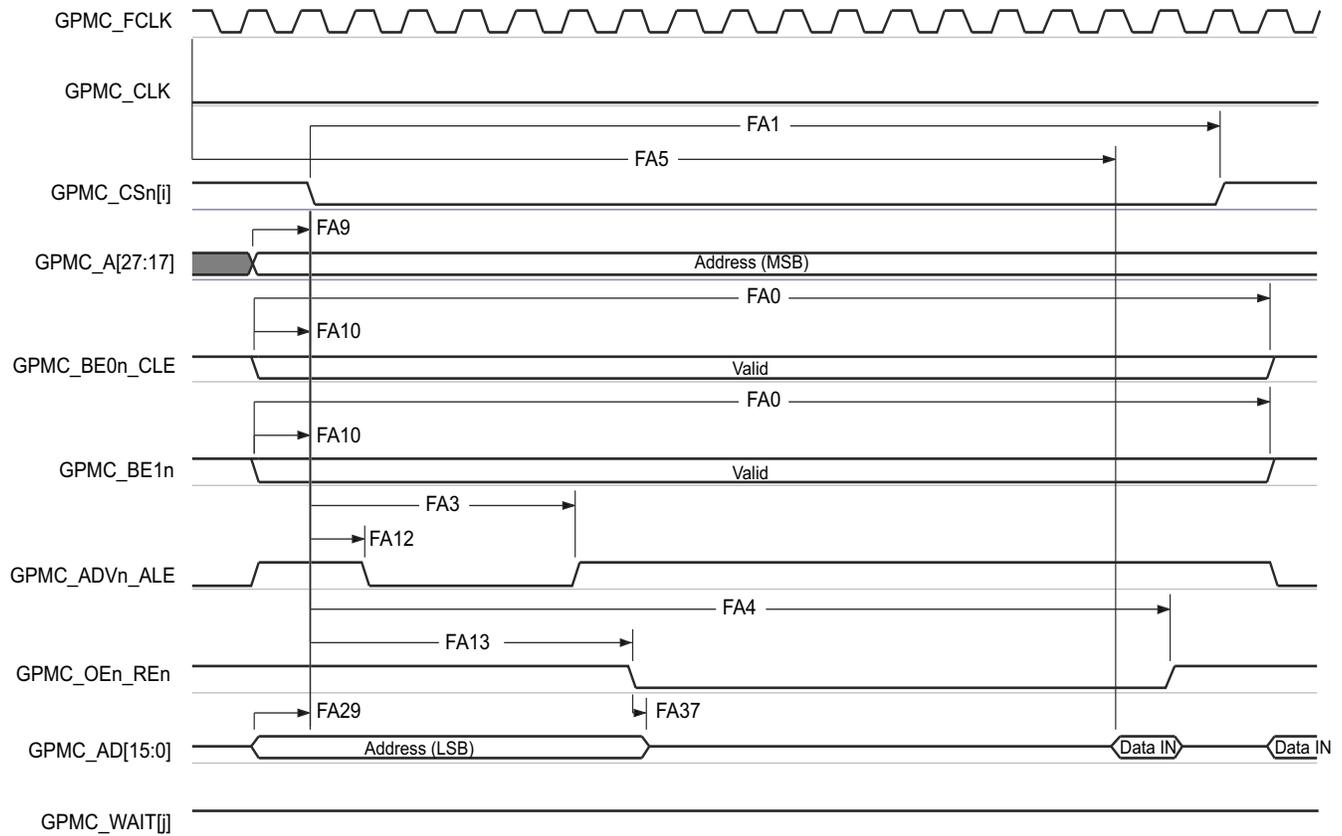 GPMC_FCLK
GPMC_CLK
FA1
FA5
GPMC_CSn[i]
FA9
GPMC_A[27:17]
Address (MSB)
FA0
FA10
GPMC_BE0n_CLE
Valid
FA0
FA10
GPMC_BE1n
Valid
FA3
FA12
GPMC_ADVn_ALE
FA4
FA13
GPMC_OEn_REn
FA29
FA37
GPMC_AD[15:0]
Address (LSB)
Data IN
Data IN
GPMC_WAIT[j]